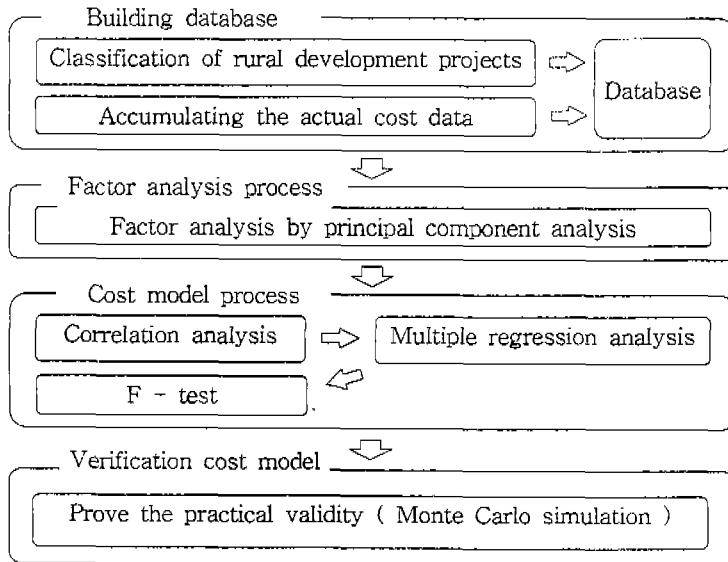 Building database
Classification of rural development projects
Database
Accumulating the actual cost data
Factor analysis process
Factor analysis by principal component analysis
Cost model process
Correlation analysis
Multiple regression analysis
F - test
Verification cost model
Prove the practical validity ( Monte Carlo simulation )